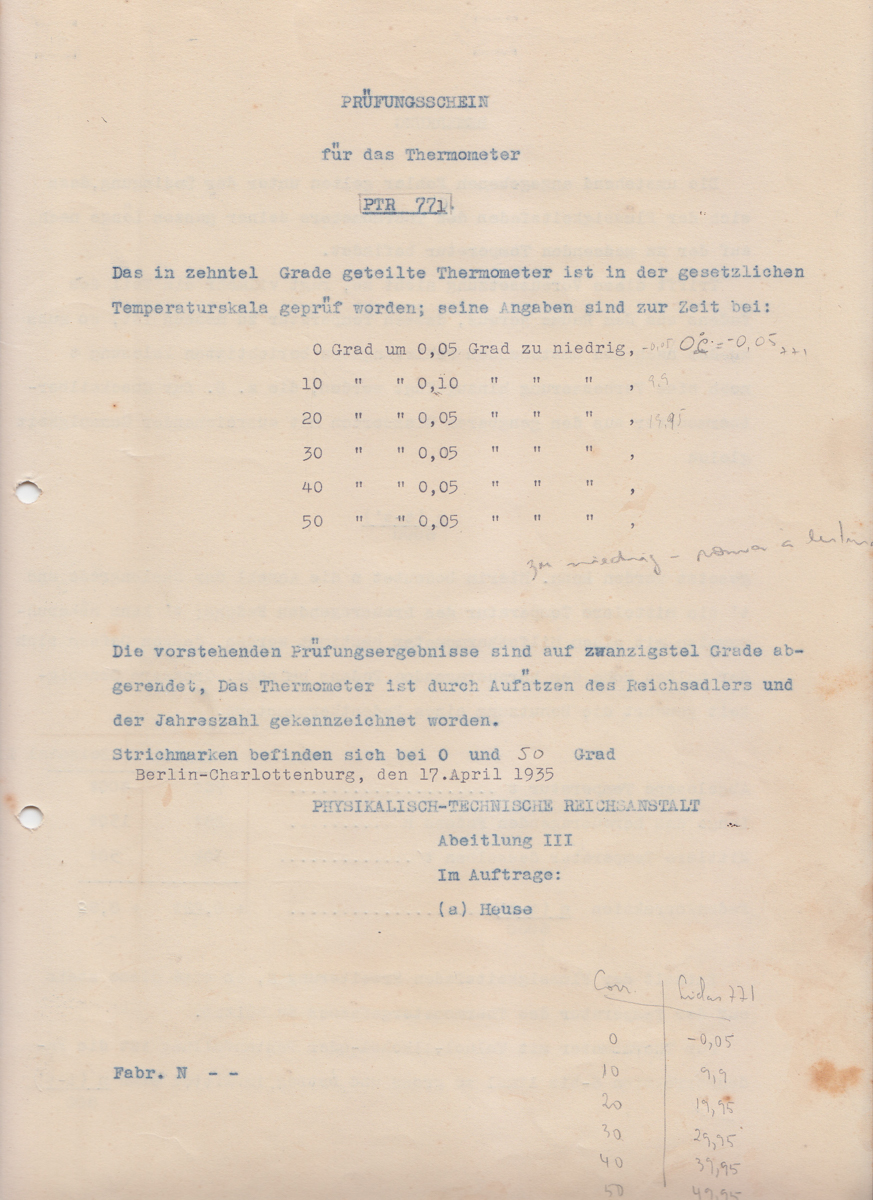 PRÜFUNGSSCHEIN
für das Thermometer
PTR 771.
Das in zehntel Grade geteilte Thermometer ist in der gesetzlichen
Temperaturskala geprüf worden; seine Angaben sind zur Zeit bei:
0 Grad um 0,05 Grad zu niedrig, -0,05 0°C = -0,05 771
10 " " 0,10 " " " , 9.9
20 " " 0,05 " " " , 19,95
30 " " 0,05 " " " ,
40 " " 0,05 " " " ,
50 " " 0,05 " " " ,
zu niedrig -
Die vorstehenden Prüfungsergebnisse sind auf zwanzigstel Grade ab-
gerendet, Das Thermometer ist durch Aufätzen des Reichsadlers und
der Jahreszahl gekennzeichnet worden.
Strichmarken befinden sich bei 0 und 50 Grad
Berlin-Charlottenburg, den 17.April 1935
PHYSIKALISCH-TECHNISCHE REICHSANSTALT
Abeitlung III
Im Auftrage:
(a) House
Corr. Lidas 771
0 -0,05
10 9,9
Fabr. N - -
20 19,95
30 29,95
40 39,95
50 49,95